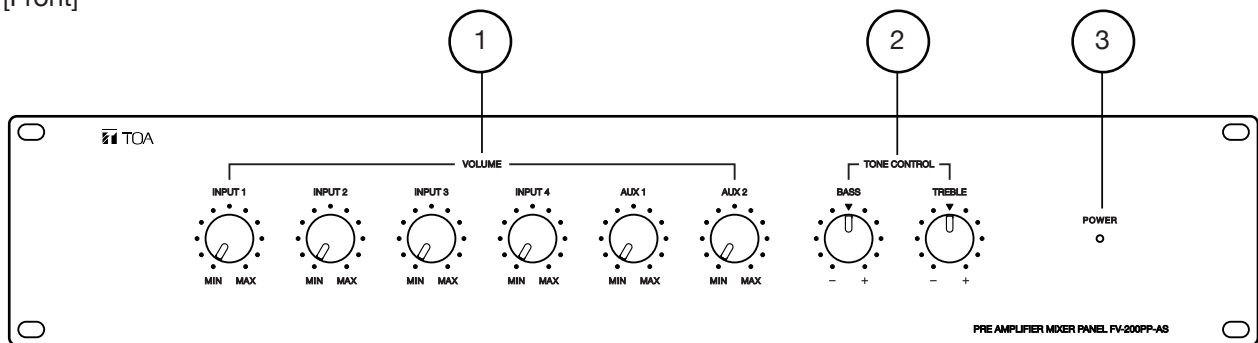 [Front]
1 2 3
TOA
VOLUME TONE CONTROL
INPUT 1 INPUT 2 INPUT 3 INPUT 4 AUX 1 AUX 2 BASS TREBLE
POWER
MIN MAX MIN MAX MIN MAX MIN MAX MIN MAX MIN MAX − + − +
PRE AMPLIFIER MIXER PANEL FV-200PP-AS